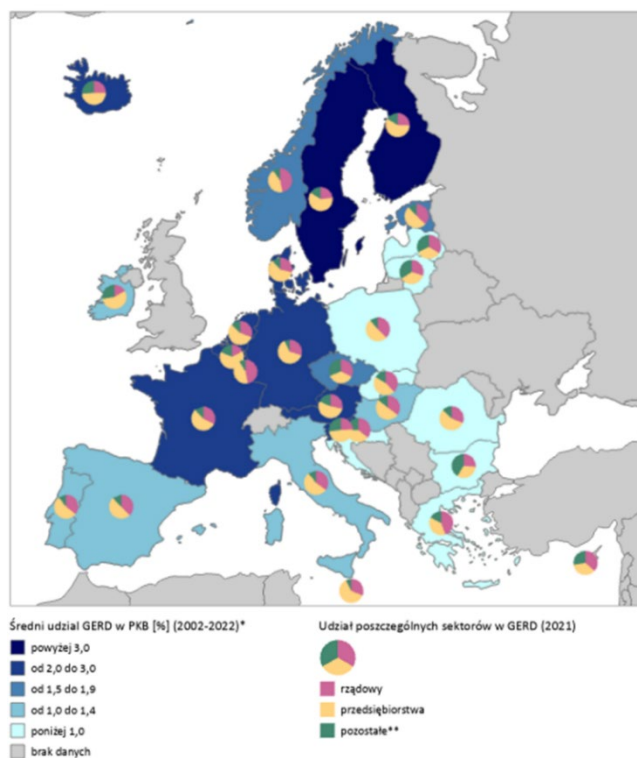 Średni udział GERD w PKB [%] (2002-2022)*
powyżej 3,0
od 2,0 do 3,0
od 1,5 do 1,9
od 1,0 do 1,4
poniżej 1,0
brak danych
Udział poszczególnych sektorów w GERD (2021)
rządowy
przedsiębiorstwa
pozostałe**